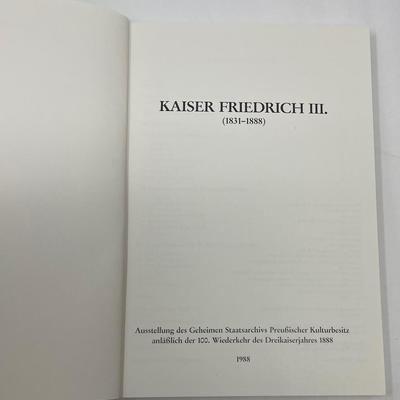 KAISER FRIEDRICH III.
(1831–1888)
Ausstellung des Geheimen Staatsarchivs Preußischer Kulturbesitz
anläßlich der 100. Wiederkehr des Dreikaiserjahres 1888
1988